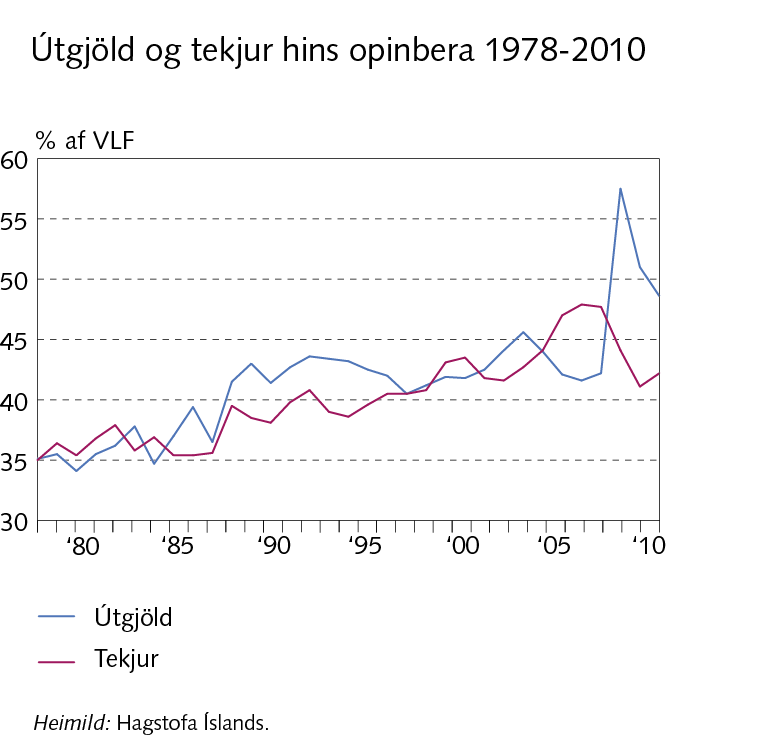 Útgjöld og tekjur hins opinbera 1978-2010
% af VLF
60
55
50
45
40
35
30
‘80 ‘85 ‘90 ‘95 ‘00 ‘05 ‘10
Útgjöld
Tekjur
Heimild: Hagstofa Íslands.